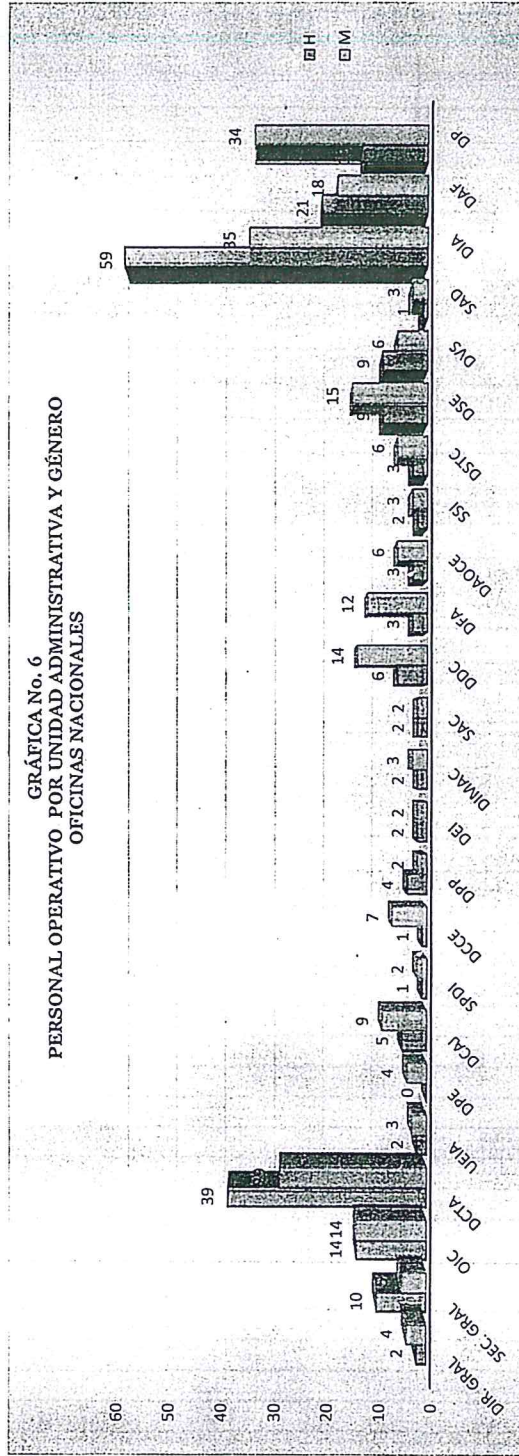 GRÁFICA No. 6
PERSONAL OPERATIVO POR UNIDAD ADMINISTRATIVA Y GÉNERO
OFICINAS NACIONALES
60
50
40
30
20
10
0
2
4
10
14
14
39
2
3
0
4
5
9
1
2
1
7
4
2
2
2
2
3
2
2
6
14
3
12
3
6
2
3
3
6
9
15
9
6
1
3
59
35
21
18
34
DIR. GRAL
SEC. GRAL
OIC
DCTA
UEIA
DPE
DCAJ
SPDI
DCCE
DPP
DEI
DIMAC
SAC
DDC
DFA
DAOCE
SSI
DSTC
DSE
DVS
SAD
DIA
DAF
DP
H
M